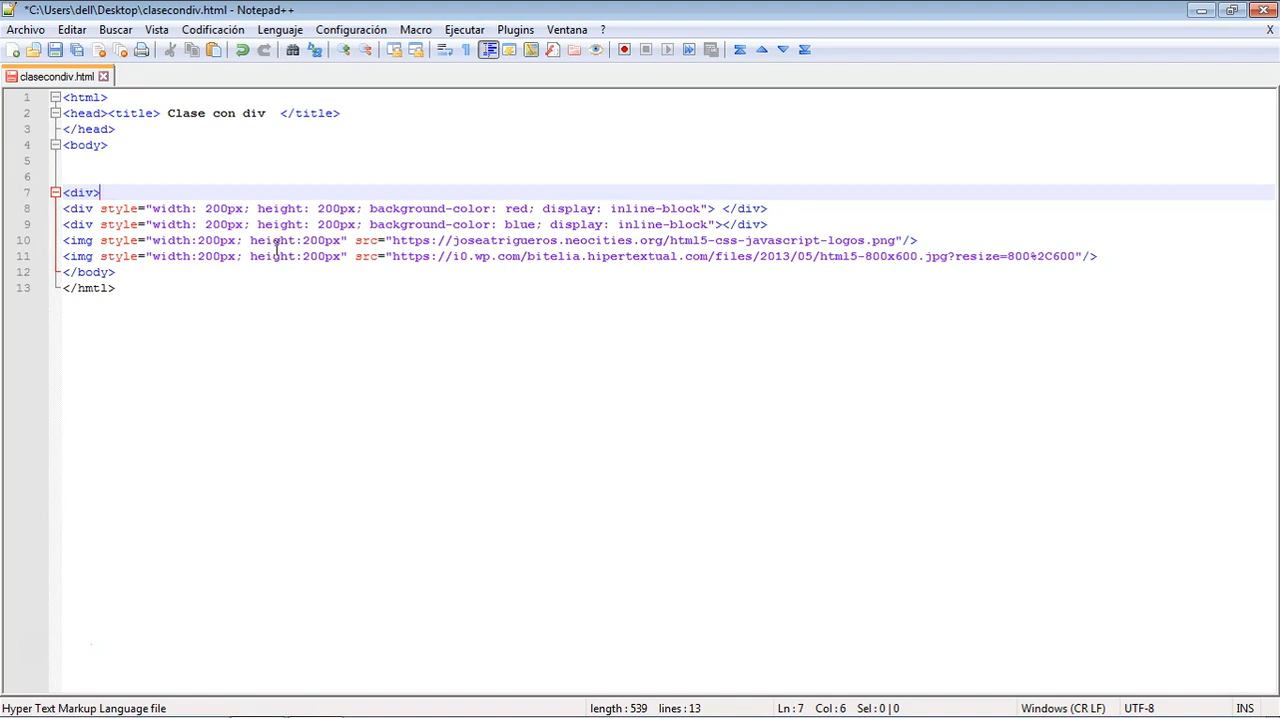 *C:\Users\dell\Desktop\clasecondiv.html - Notepad++
Archivo Editar Buscar Vista Codificación Lenguaje Configuración Macro Ejecutar Plugins Ventana ? X
clasecondiv.html
1 <html>
2 <head><title> Clase con div </title>
3 </head>
4 <body>
5
6
7 <div>
8 <div style="width: 200px; height: 200px; background-color: red; display: inline-block"> </div>
9 <div style="width: 200px; height: 200px; background-color: blue; display: inline-block"></div>
10 <img style="width:200px; height:200px" src="https://joseatrigueros.neocities.org/html5-css-javascript-logos.png"/>
11 <img style="width:200px; height:200px" src="https://i0.wp.com/bitelia.hipertextual.com/files/2013/05/html5-800x600.jpg?resize=800%2C600"/>
12 </body>
13 </hmtl>
Hyper Text Markup Language file length : 539 lines : 13 Ln : 7 Col : 6 Sel : 0 | 0 Windows (CR LF) UTF-8 INS